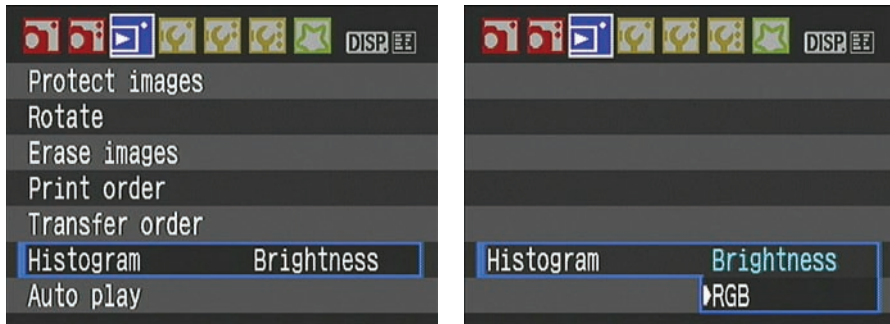 DISP.
Protect images
Rotate
Erase images
Print order
Transfer order
Histogram Brightness
Auto play
DISP.
Histogram Brightness
RGB